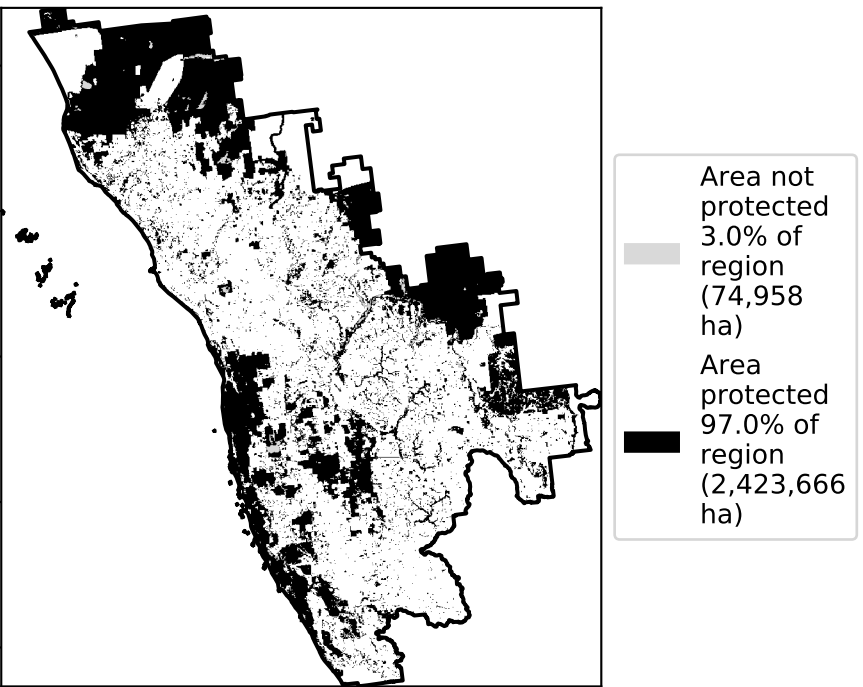 Area not
protected
3.0% of
region
(74,958
ha)
Area
protected
97.0% of
region
(2,423,666
ha)